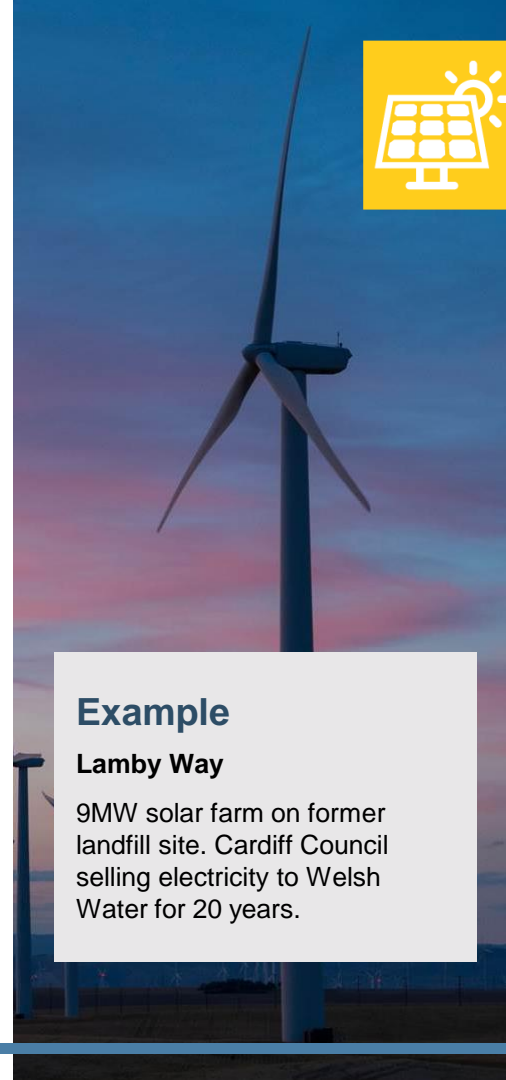 Example
Lamby Way
9MW solar farm on former
landfill site. Cardiff Council
selling electricity to Welsh
Water for 20 years.